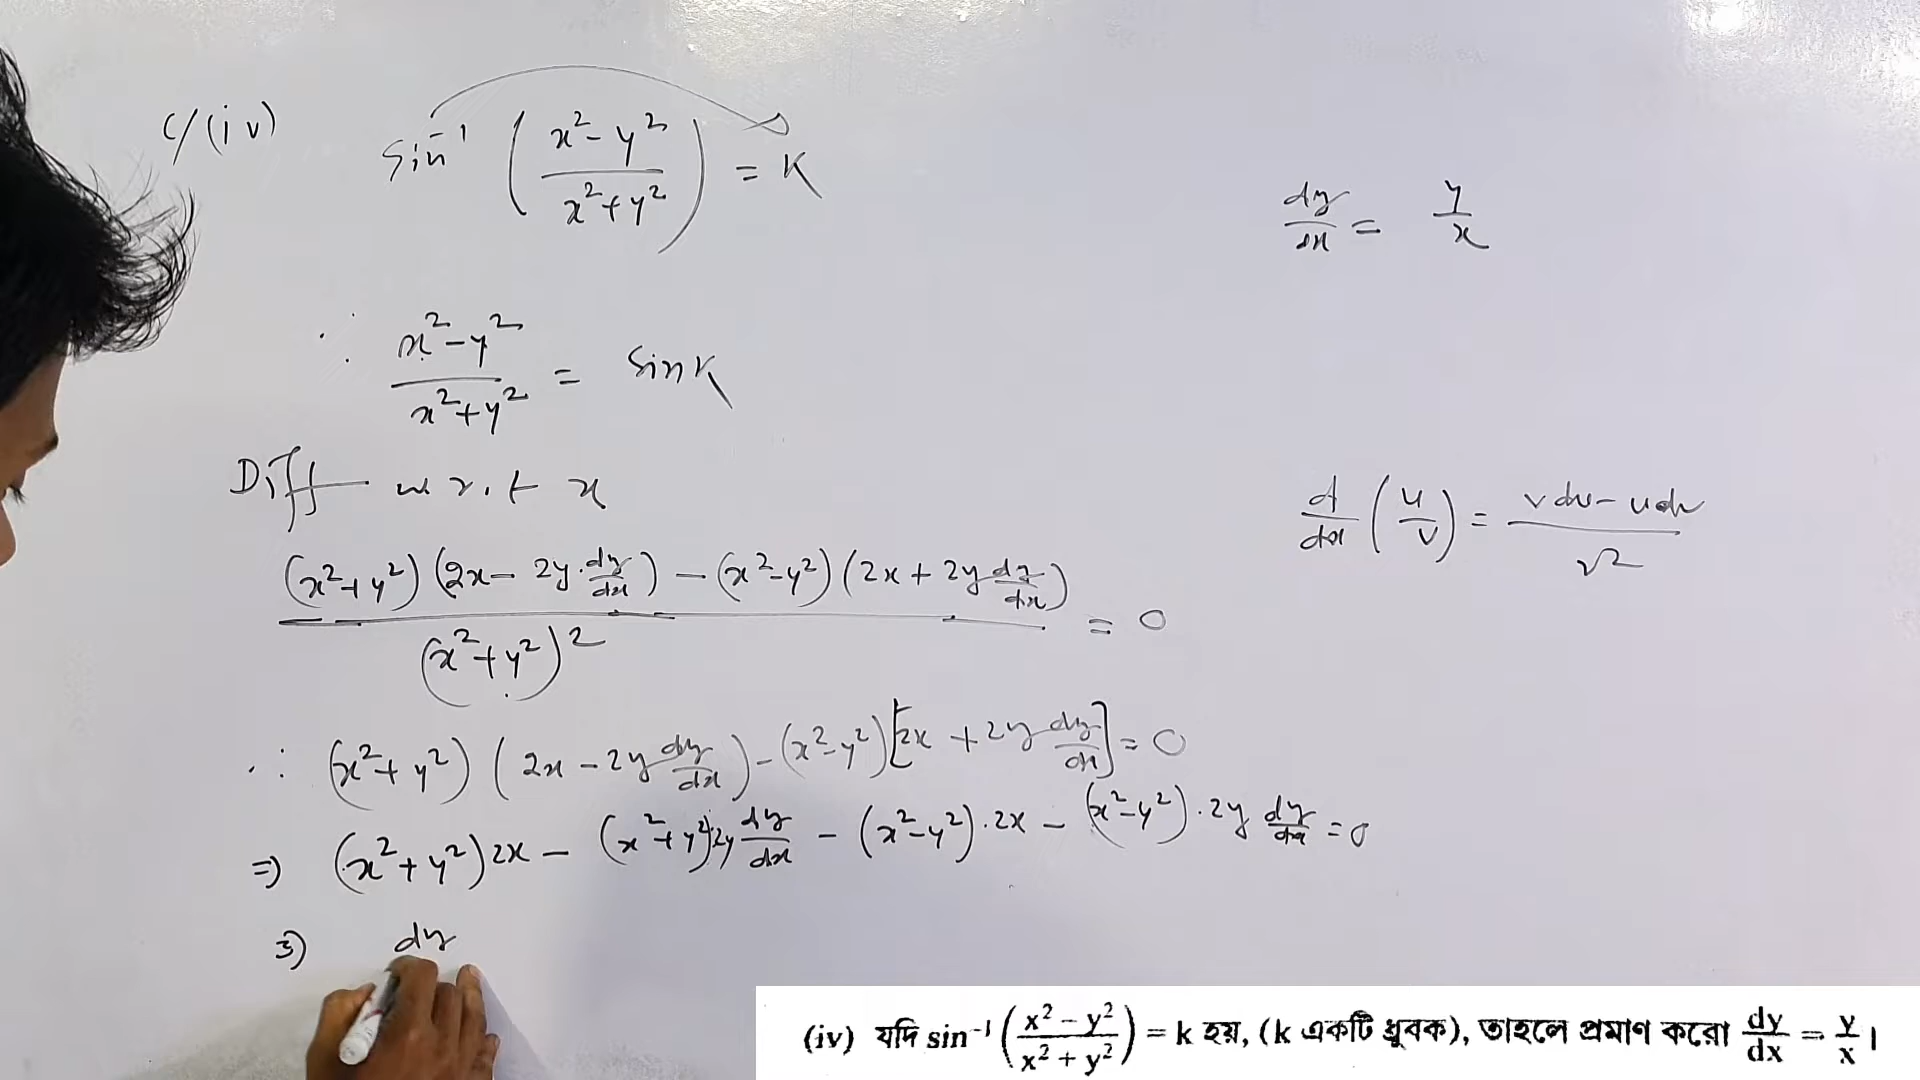 c/(iv) sin⁻¹ (x²-y² / x²+y²) = K
dy/dx = y/x
∴ x²-y² / x²+y² = sin K
Diff w.r.t x
d/dx (u/v) = vdu-udv / v²
(x²+y²)(2x-2y.dy/dx) - (x²-y²)(2x+2y dy/dx) / (x²+y²)² = 0
∴ (x²+y²)(2x-2y dy/dx)-(x²-y²)[2x+2y dy/dx]=0
⇒ (x²+y²)2x - (x²+y²).2y dy/dx - (x²-y²).2x - (x²-y²).2y dy/dx = 0
⇒ dy
(iv) যদি sin⁻¹ (x² - y² / x² + y²) = k হয়, (k একটি ধ্রুবক), তাহলে প্রমাণ করো dy/dx = y/x ।